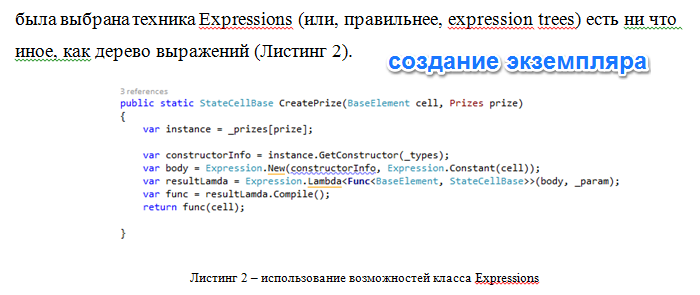 была выбрана техника Expressions (или, правильнее, expression trees) есть ни что
иное, как дерево выражений (Листинг 2).
создание экземпляра
3 references
public static StateCellBase CreatePrize(BaseElement cell, Prizes prize)
{
var instance = _prizes[prize];
var constructorInfo = instance.GetConstructor(_types);
var body = Expression.New(constructorInfo, Expression.Constant(cell));
var resultLamda = Expression.Lambda<Func<BaseElement, StateCellBase>>(body, _param);
var func = resultLamda.Compile();
return func(cell);
}
Листинг 2 – использование возможностей класса Expressions